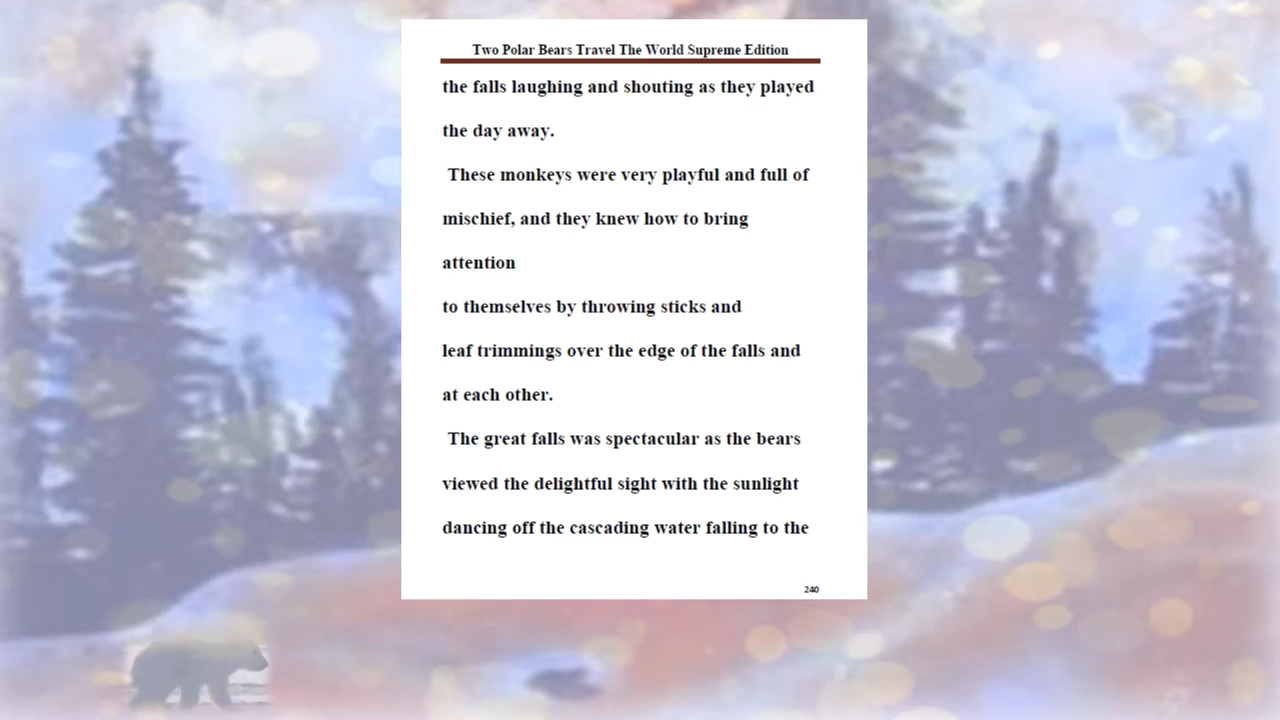 Two Polar Bears Travel The World Supreme Edition
the falls laughing and shouting as they played
the day away.
These monkeys were very playful and full of
mischief, and they knew how to bring
attention
to themselves by throwing sticks and
leaf trimmings over the edge of the falls and
at each other.
The great falls was spectacular as the bears
viewed the delightful sight with the sunlight
dancing off the cascading water falling to the
240